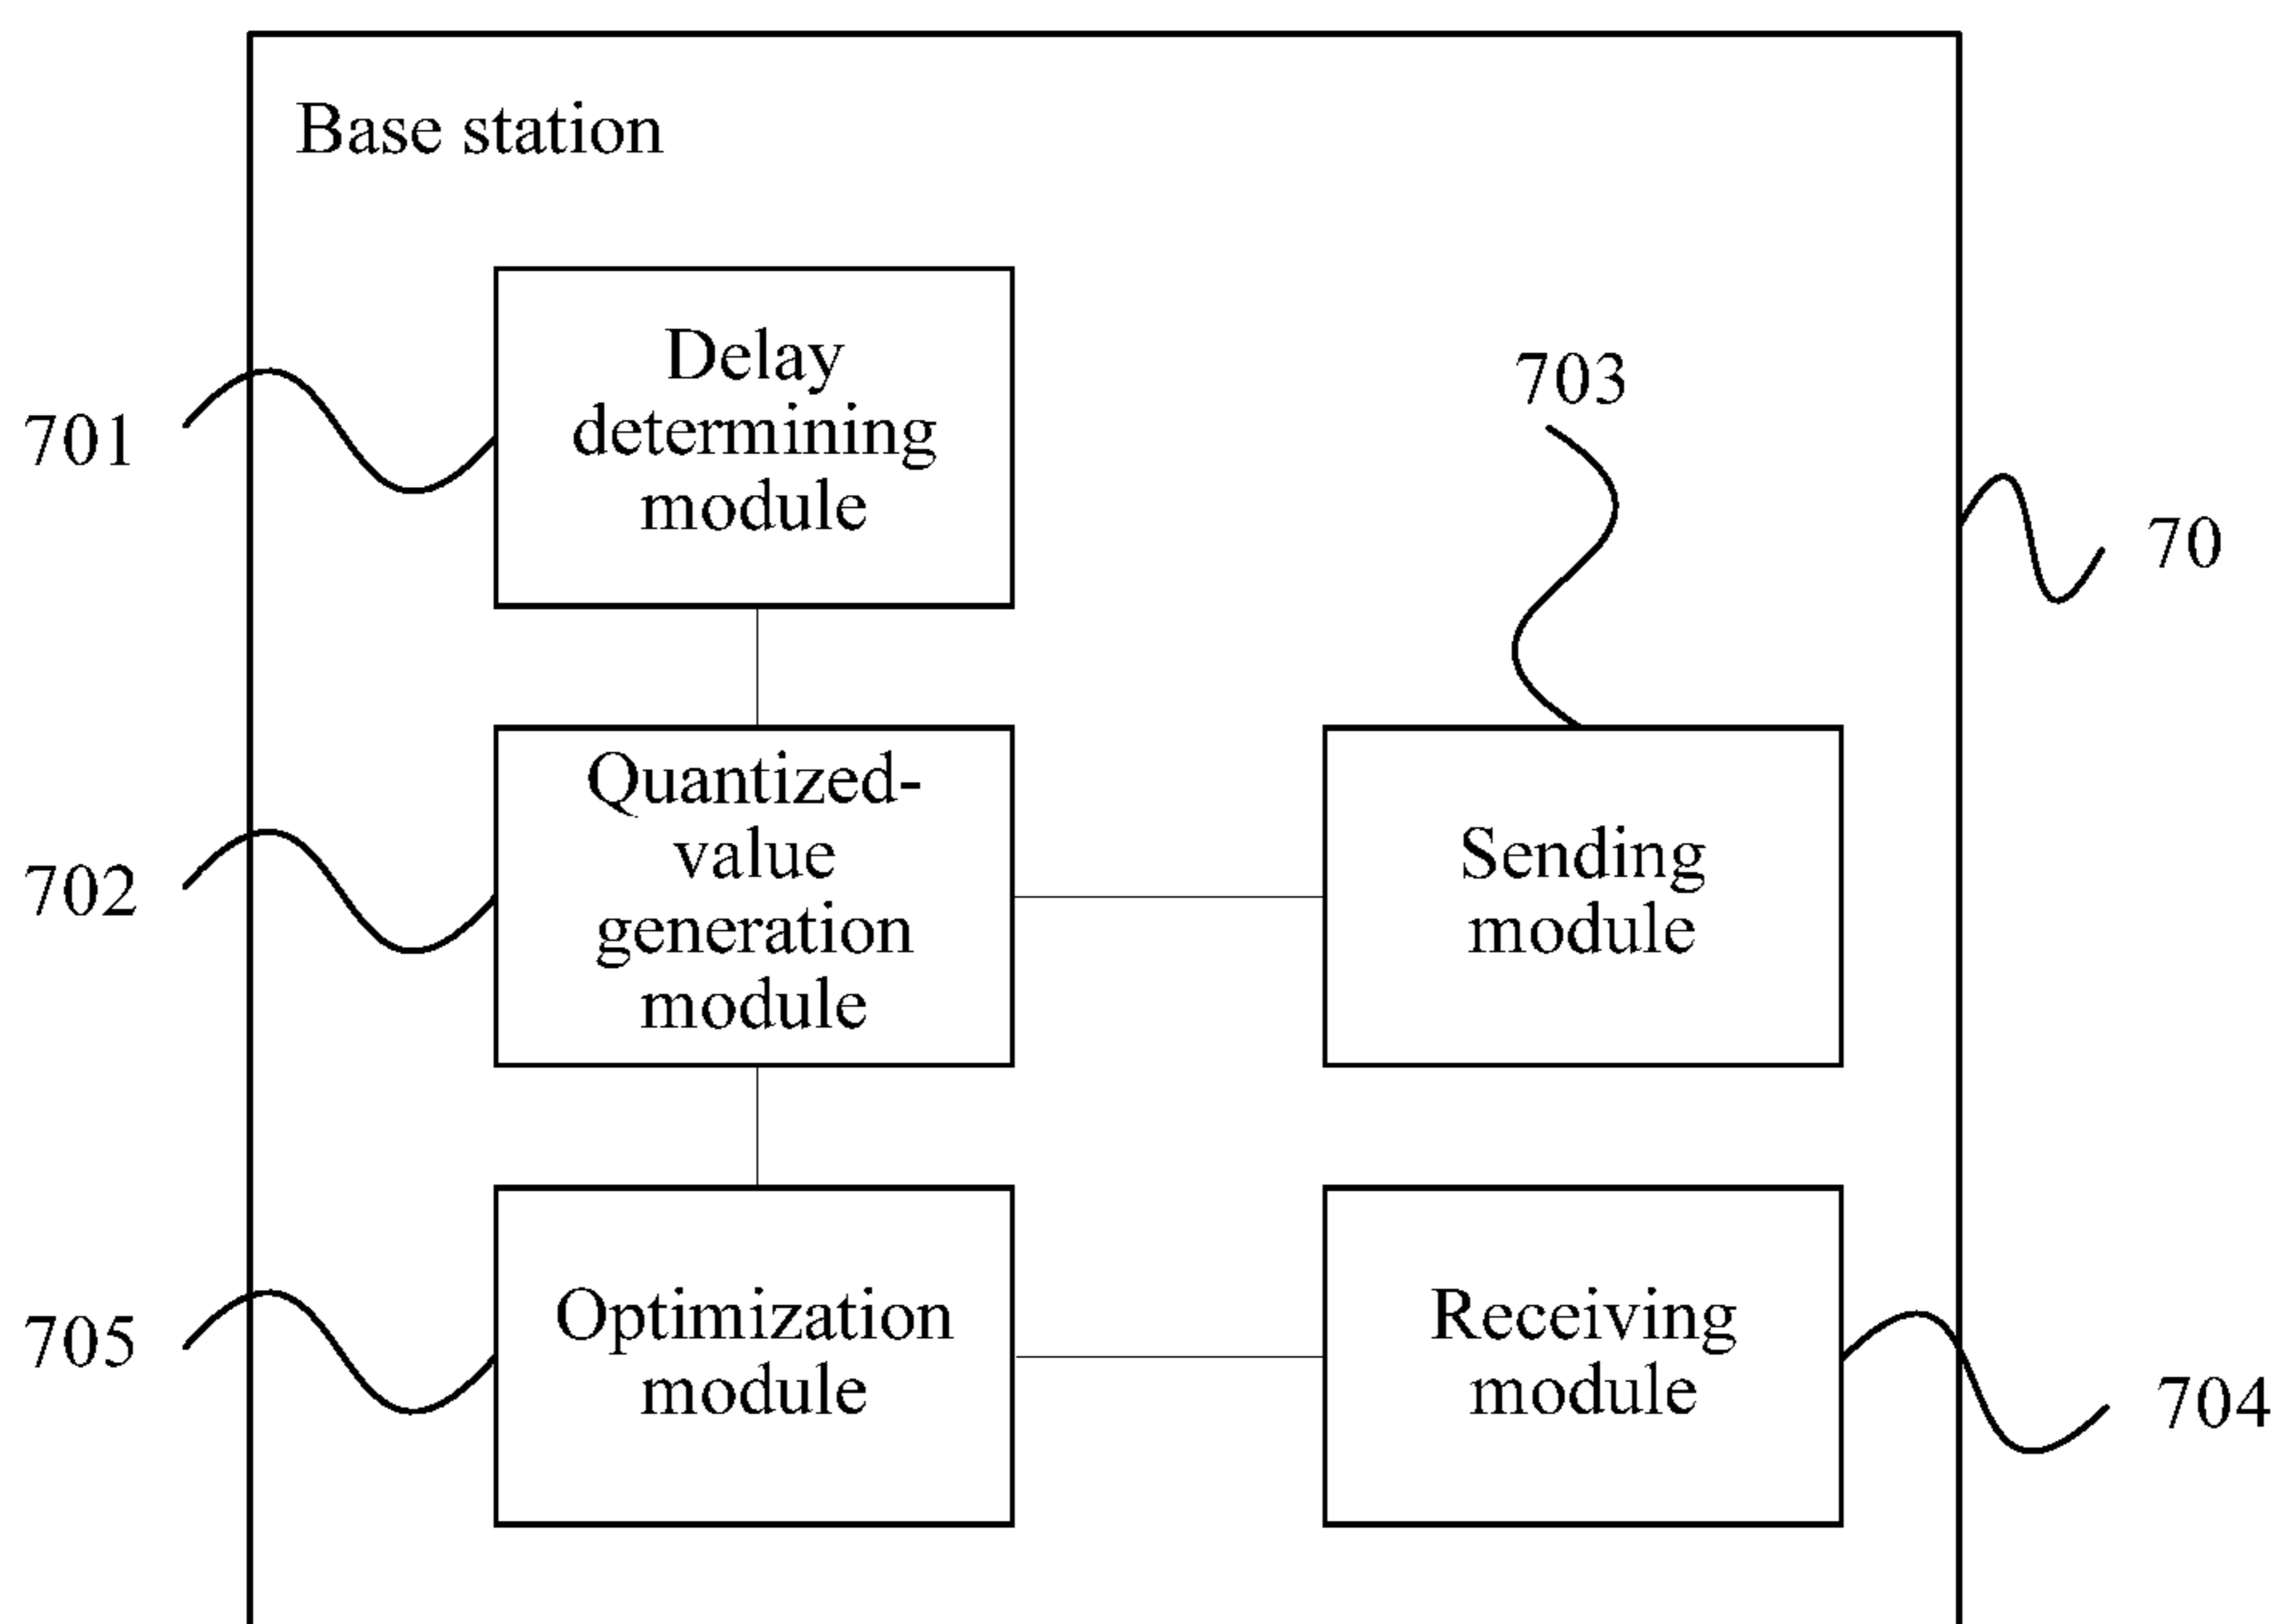 Base station
Delay
determining
module
701
703
70
Quantized-
value
generation
module
702
Sending
module
Optimization
module
705
Receiving
module
704